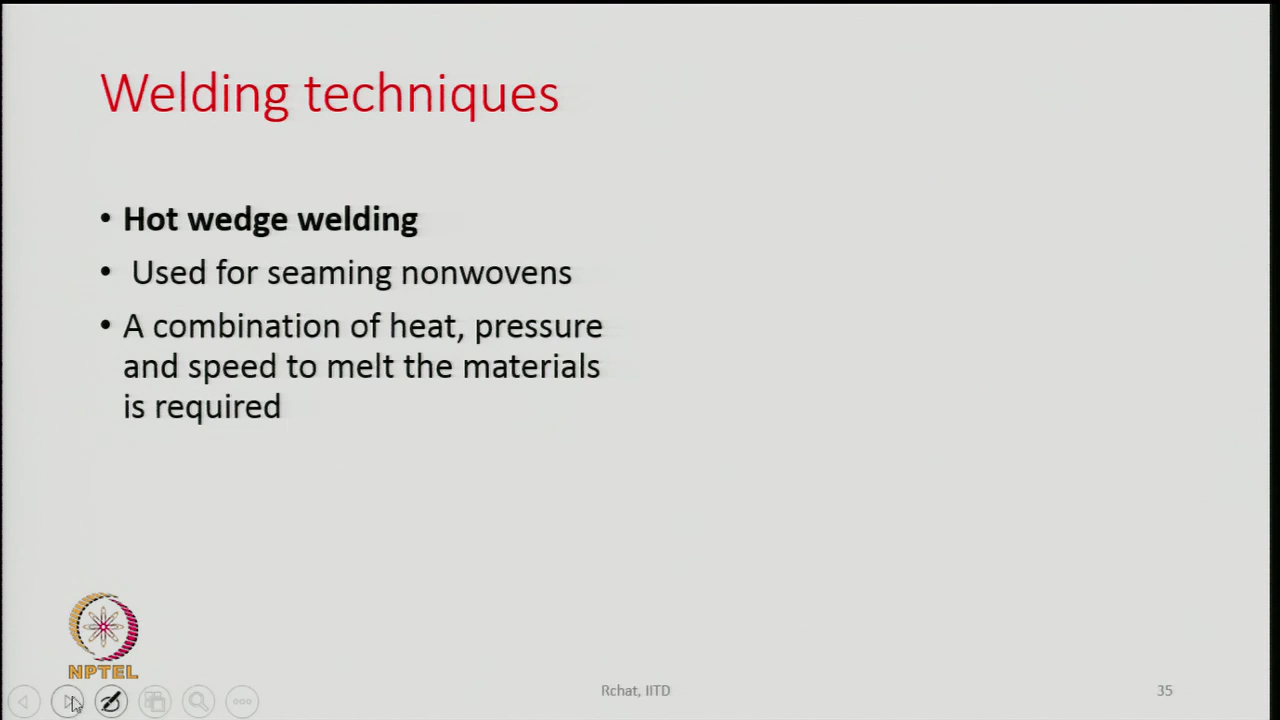 Welding techniques
• Hot wedge welding
• Used for seaming nonwovens
• A combination of heat, pressure
and speed to melt the materials
is required
NPTEL
Rchat, IITD
35